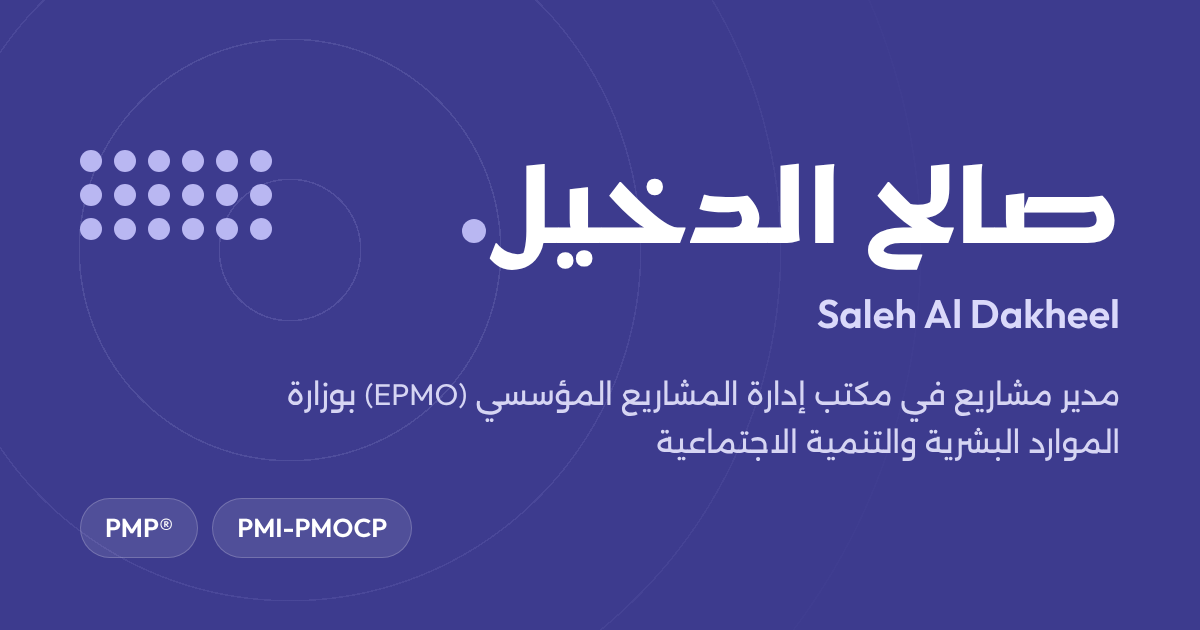 صالح الدخيل.
Saleh Al Dakheel
مدير مشاريع في مكتب إدارة المشاريع المؤسسي (EPMO) بوزارة
الموارد البشرية والتنمية الاجتماعية
PMP® PMI-PMOCP